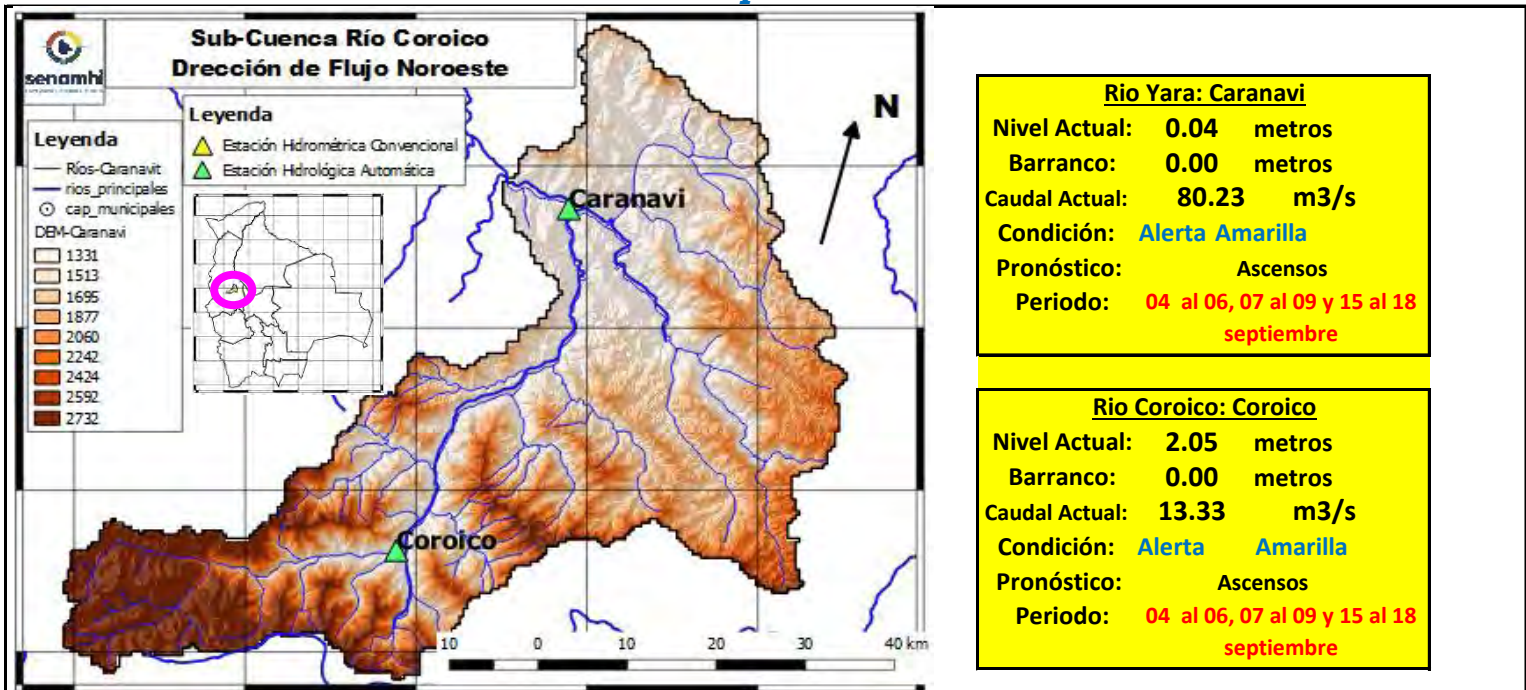 Sub-Cuenca Río Coroico
Drección de Flujo Noroeste
senamhi
Leyenda
Estación Hidrométrica Convencional
Estación Hidrológica Automática
Leyenda
Ríos-Caranavit
rios_principales
cap_municipales
DEM-Caranavi
1331
1513
1695
1877
2060
2242
2424
2592
2732
N
Caranavi
Coroico
10 0 10 20 30 40 km
Rio Yara: Caranavi
Nivel Actual: 0.04 metros
Barranco: 0.00 metros
Caudal Actual: 80.23 m3/s
Condición: Alerta Amarilla
Pronóstico: Ascensos
Periodo: 04 al 06, 07 al 09 y 15 al 18
septiembre
Rio Coroico: Coroico
Nivel Actual: 2.05 metros
Barranco: 0.00 metros
Caudal Actual: 13.33 m3/s
Condición: Alerta Amarilla
Pronóstico: Ascensos
Periodo: 04 al 06, 07 al 09 y 15 al 18
septiembre